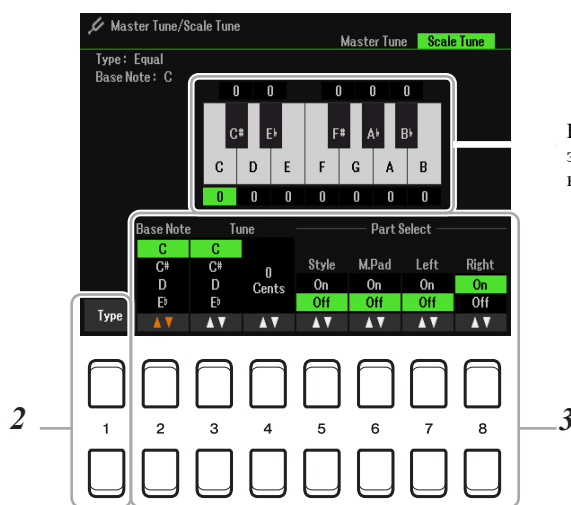 Master Tune/Scale Tune
Master Tune Scale Tune
Type: Equal
Base Note: C
0 0 0 0 0
C# E♭ F# A♭ B♭
C D E F G A B
0 0 0 0 0 0 0
Base Note Tune Part Select
C C
C# C# 0 Style M.Pad Left Right
D D Cents On On On On
E♭ E♭ Off Off Off Off
Type ▲▼ ▲▼ ▲▼ ▲▼ ▲▼ ▲▼ ▲▼
2 1 2 3 4 5 6 7 8 3